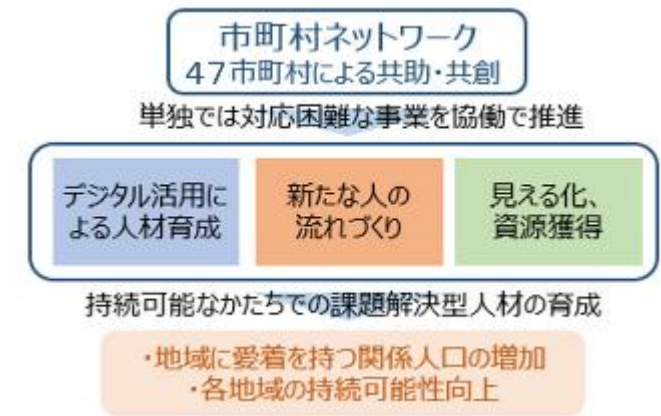 市町村ネットワーク
47市町村による共助・共創
単独では対応困難な事業を協働で推進
デジタル活用に
よる人材育成
新たな人の
流れづくり
見える化、
資源獲得
持続可能なかたちでの課題解決型人材の育成
・地域に愛着を持つ関係人口の増加
・各地域の持続可能性向上